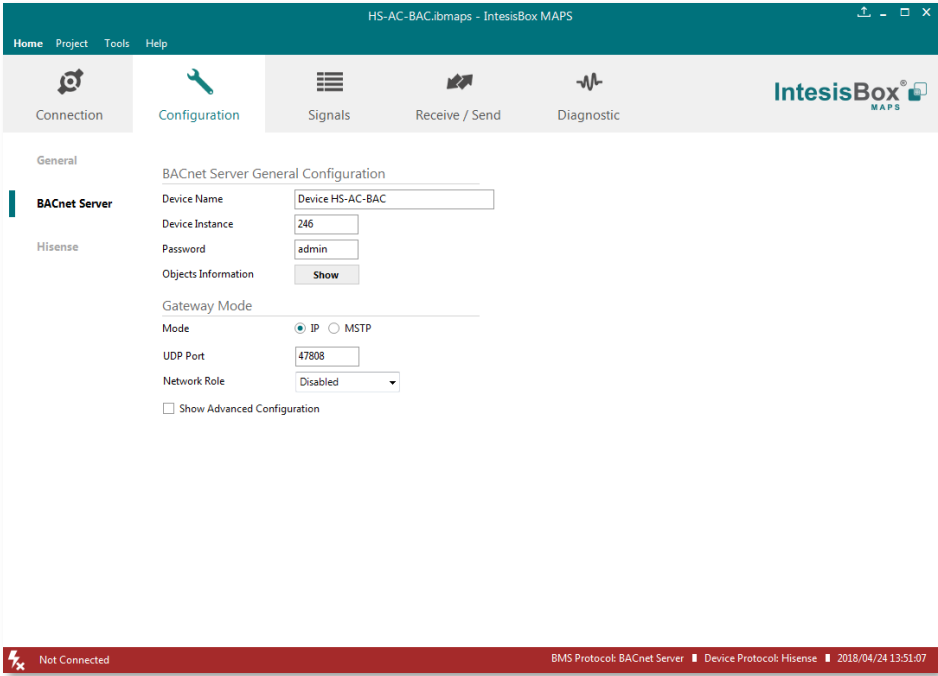 HS-AC-BAC.ibmaps - IntesisBox MAPS
Home Project Tools Help
Connection Configuration Signals Receive / Send Diagnostic
IntesisBox®
MAPS
General
BACnet Server
Hisense
BACnet Server General Configuration
Device Name Device HS-AC-BAC
Device Instance 246
Password admin
Objects Information Show
Gateway Mode
Mode IP MSTP
UDP Port 47808
Network Role Disabled
Show Advanced Configuration
Not Connected BMS Protocol: BACnet Server Device Protocol: Hisense 2018/04/24 13:51:07